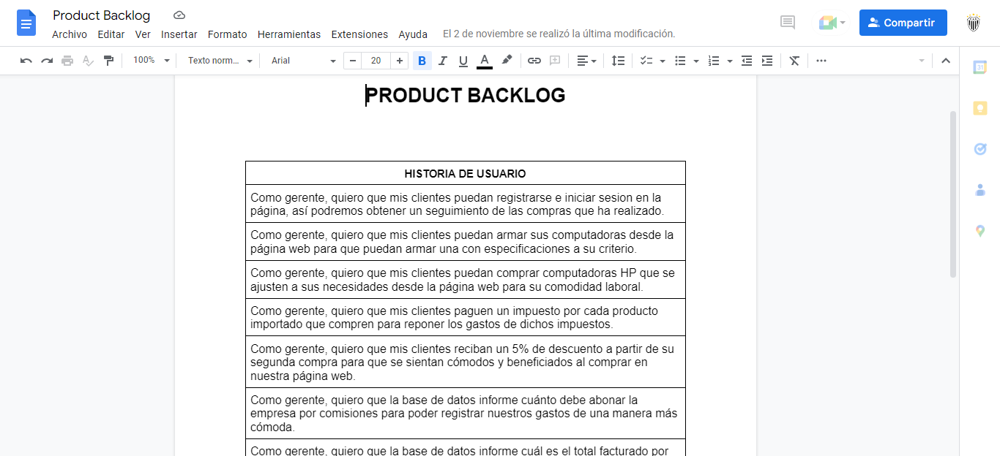 Product Backlog
Archivo Editar Ver Insertar Formato Herramientas Extensiones Ayuda El 2 de noviembre se realizó la última modificación.
Compartir
100% Texto norm... Arial 20 B I U A
31
PRODUCT BACKLOG
HISTORIA DE USUARIO
Como gerente, quiero que mis clientes puedan registrarse e iniciar sesion en la
página, así podremos obtener un seguimiento de las compras que ha realizado.
Como gerente, quiero que mis clientes puedan armar sus computadoras desde la
página web para que puedan armar una con especificaciones a su criterio.
Como gerente, quiero que mis clientes puedan comprar computadoras HP que se
ajusten a sus necesidades desde la página web para su comodidad laboral.
Como gerente, quiero que mis clientes paguen un impuesto por cada producto
importado que compren para reponer los gastos de dichos impuestos.
Como gerente, quiero que mis clientes reciban un 5% de descuento a partir de su
segunda compra para que se sientan cómodos y beneficiados al comprar en
nuestra página web.
Como gerente, quiero que la base de datos informe cuánto debe abonar la
empresa por comisiones para poder registrar nuestros gastos de una manera más
cómoda.
Como gerente, quiero que la base de datos informe cuál es el total facturado por